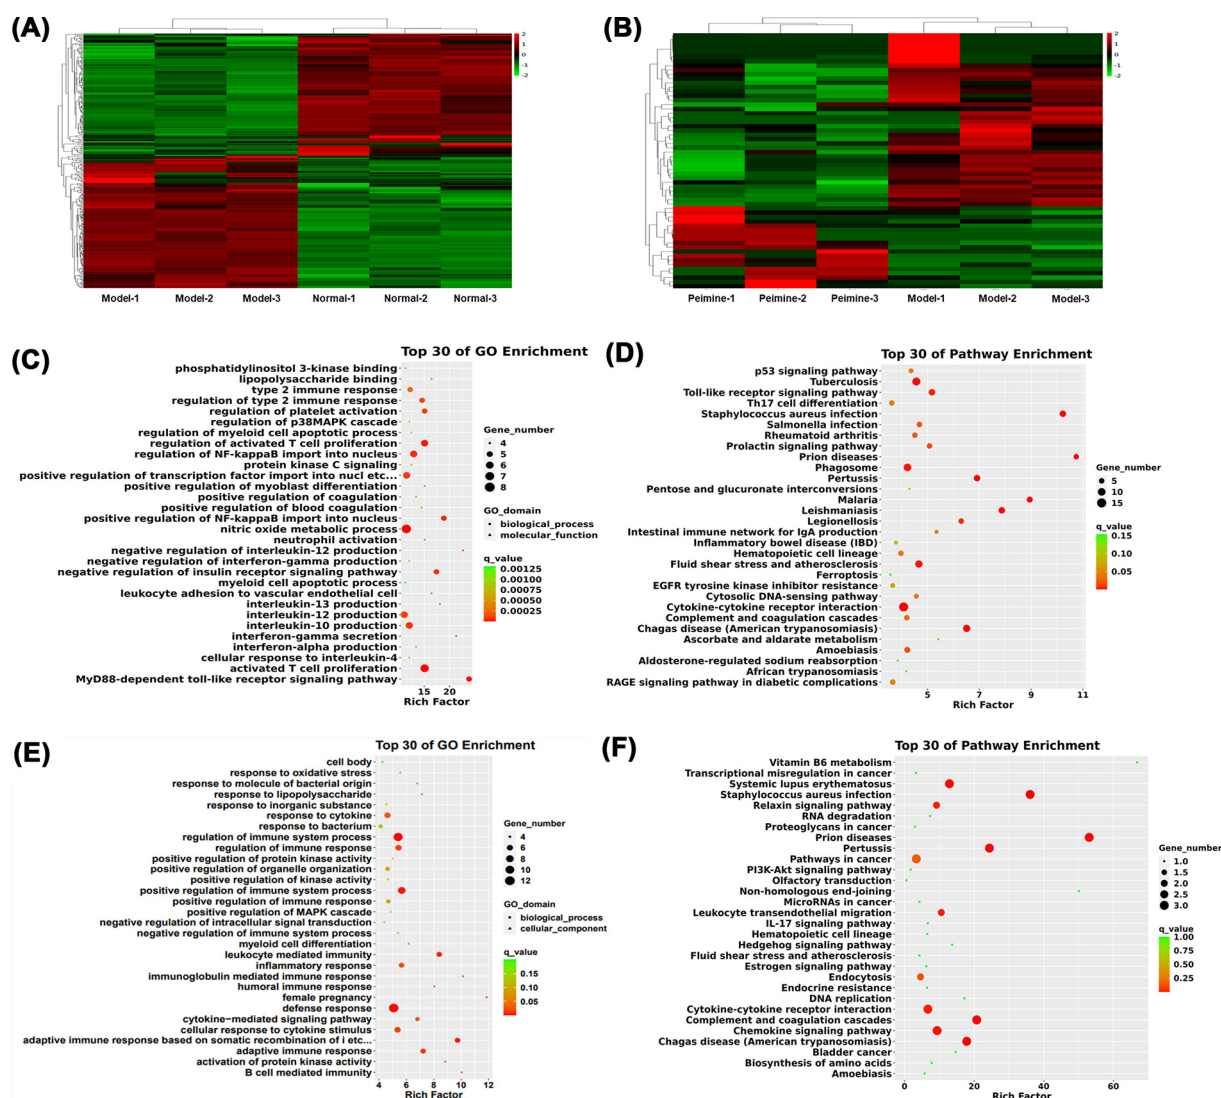 (A)
2
1
0
-1
-2
Model-1 Model-2 Model-3 Normal-1 Normal-2 Normal-3
(B)
2
1
0
-1
-2
Peimine-1 Peimine-2 Peimine-3 Model-1 Model-2 Model-3
(C)
Top 30 of GO Enrichment
phosphatidylinositol 3-kinase binding
lipopolysaccharide binding
type 2 immune response
regulation of type 2 immune response
regulation of platelet activation
regulation of p38MAPK cascade
regulation of myeloid cell apoptotic process
regulation of activated T cell proliferation
regulation of NF-kappaB import into nucleus
protein kinase C signaling
positive regulation of transcription factor import into nucl etc...
positive regulation of myoblast differentiation
positive regulation of coagulation
positive regulation of blood coagulation
positive regulation of NF-kappaB import into nucleus
nitric oxide metabolic process
neutrophil activation
negative regulation of interleukin-12 production
negative regulation of interferon-gamma production
negative regulation of insulin receptor signaling pathway
myeloid cell apoptotic process
leukocyte adhesion to vascular endothelial cell
interleukin-13 production
interleukin-12 production
interleukin-10 production
interferon-gamma secretion
interferon-alpha production
cellular response to interleukin-4
activated T cell proliferation
MyD88-dependent toll-like receptor signaling pathway
15 20
Rich Factor
Gene_number
4
5
6
7
8
GO_domain
biological_process
molecular_function
q_value
0.00125
0.00100
0.00075
0.00050
0.00025
(D)
Top 30 of Pathway Enrichment
p53 signaling pathway
Tuberculosis
Toll-like receptor signaling pathway
Th17 cell differentiation
Staphylococcus aureus infection
Salmonella infection
Rheumatoid arthritis
Prolactin signaling pathway
Prion diseases
Phagosome
Pertussis
Pentose and glucuronate interconversions
Malaria
Leishmaniasis
Legionellosis
Intestinal immune network for IgA production
Inflammatory bowel disease (IBD)
Hematopoietic cell lineage
Fluid shear stress and atherosclerosis
Ferroptosis
EGFR tyrosine kinase inhibitor resistance
Cytosolic DNA-sensing pathway
Cytokine-cytokine receptor interaction
Complement and coagulation cascades
Chagas disease (American trypanosomiasis)
Ascorbate and aldarate metabolism
Amoebiasis
Aldosterone-regulated sodium reabsorption
African trypanosomiasis
RAGE signaling pathway in diabetic complications
5 7 9 11
Rich Factor
Gene_number
5
10
15
q_value
0.15
0.10
0.05
(E)
Top 30 of GO Enrichment
cell body
response to oxidative stress
response to molecule of bacterial origin
response to lipopolysaccharide
response to inorganic substance
response to cytokine
response to bacterium
regulation of immune system process
regulation of immune response
positive regulation of protein kinase activity
positive regulation of organelle organization
positive regulation of kinase activity
positive regulation of immune system process
positive regulation of immune response
positive regulation of MAPK cascade
negative regulation of intracellular signal transduction
negative regulation of immune system process
myeloid cell differentiation
leukocyte mediated immunity
inflammatory response
immunoglobulin mediated immune response
humoral immune response
female pregnancy
defense response
cytokine-mediated signaling pathway
cellular response to cytokine stimulus
adaptive immune response based on somatic recombination of i etc...
adaptive immune response
activation of protein kinase activity
B cell mediated immunity
4 6 8 10 12
Rich Factor
Gene_number
4
6
8
10
12
GO_domain
biological_process
cellular_component
q_value
0.15
0.10
0.05
(F)
Top 30 of Pathway Enrichment
Vitamin B6 metabolism
Transcriptional misregulation in cancer
Systemic lupus erythematosus
Staphylococcus aureus infection
Relaxin signaling pathway
RNA degradation
Proteoglycans in cancer
Prion diseases
Pertussis
Pathways in cancer
PI3K-Akt signaling pathway
Olfactory transduction
Non-homologous end-joining
MicroRNAs in cancer
Leukocyte transendothelial migration
IL-17 signaling pathway
Hematopoietic cell lineage
Hedgehog signaling pathway
Fluid shear stress and atherosclerosis
Estrogen signaling pathway
Endocytosis
Endocrine resistance
DNA replication
Cytokine-cytokine receptor interaction
Complement and coagulation cascades
Chemokine signaling pathway
Chagas disease (American trypanosomiasis)
Bladder cancer
Biosynthesis of amino acids
Amoebiasis
0 20 40 60
Rich Factor
Gene_number
1.0
1.5
2.0
2.5
3.0
q_value
1.00
0.75
0.50
0.25